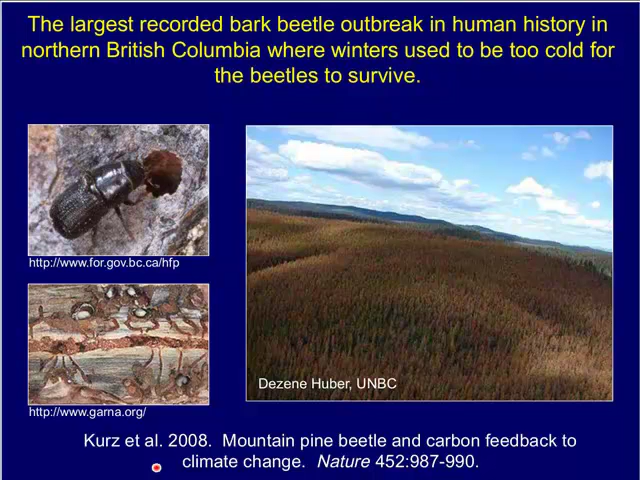 The largest recorded bark beetle outbreak in human history in
northern British Columbia where winters used to be too cold for
the beetles to survive.
http://www.for.gov.bc.ca/hfp
http://www.gama.org/
Dezene Huber, UNBC
Kurz et al. 2008.  Mountain pine beetle and carbon feedback to
climate change.  Nature 452:987-990.